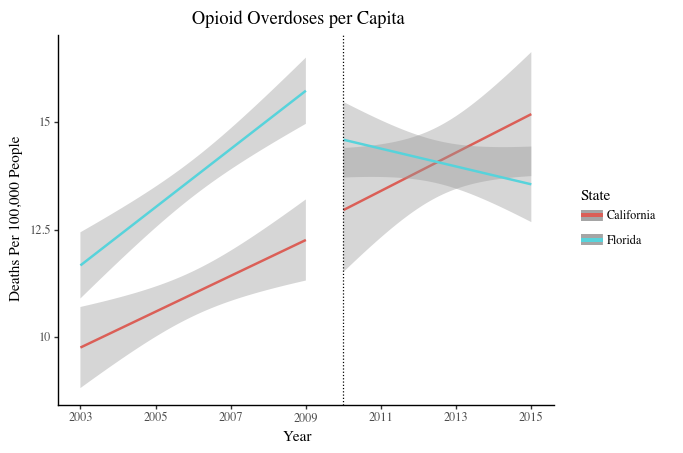 Opioid Overdoses per Capita
Deaths Per 100,000 People
15
12.5
10
2003 2005 2007 2009 2011 2013 2015
Year
State
California
Florida